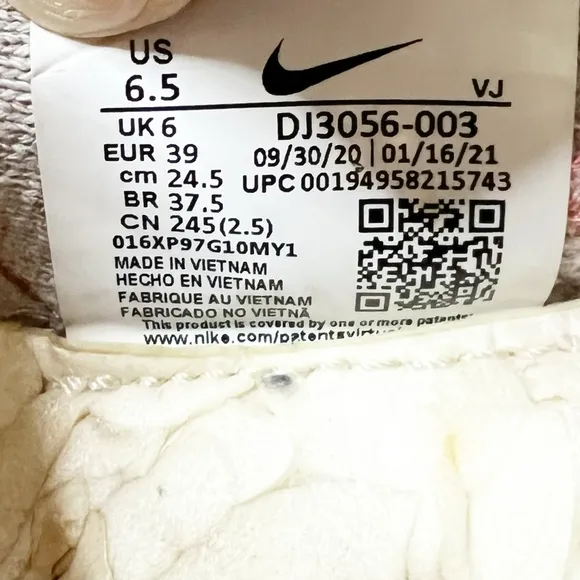 US
6.5
VJ
UK 6
DJ3056-003
EUR 39
09/30/20 | 01/16/21
cm 24.5
UPC 00194958215743
BR 37.5
CN 245(2.5)
016XP97G10MY1
MADE IN VIETNAM
HECHO EN VIETNAM
FABRIQUE AU VIETNAM
FABRICADO NO VIETNÃ
This product is covered by one or more patents
www.nike.com/patents